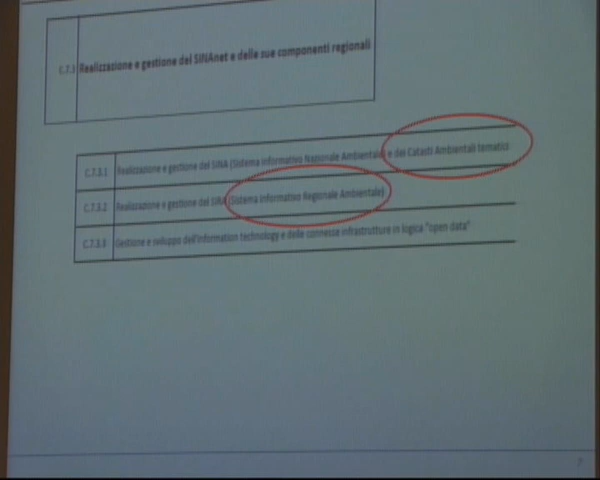 C.7.3 Realizzazione e gestione del SINAnet e delle sue componenti regionali
C.7.3.1 Realizzazione e gestione del SINA (Sistema Informativo Nazionale Ambientale) e dei Catasti Ambientali tematici
C.7.3.2 Realizzazione e gestione del SIRA (Sistema Informativo Regionale Ambientale)
C.7.3.3 Gestione e sviluppo dell'information technology e delle connesse infrastrutture in logica "open data"
7